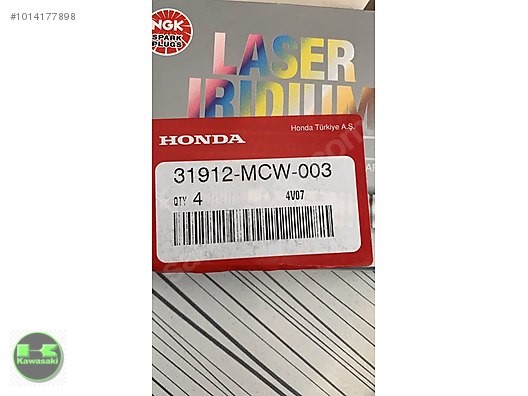 #1014177898
NGK
SPARK
PLUGS
LASER
IRIDIUM
Honda Türkiye A.Ş.
HONDA
31912-MCW-003
QTY 4 4V07
Kawasaki